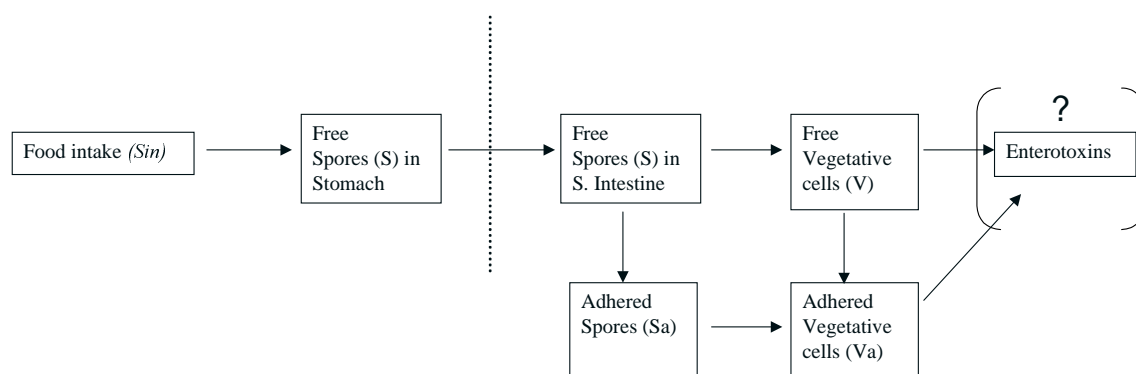 Food intake (Sin)
Free
Spores (S) in
Stomach
Free
Spores (S) in
S. Intestine
Free
Vegetative
cells (V)
?
Enterotoxins
Adhered
Spores (Sa)
Adhered
Vegetative
cells (Va)